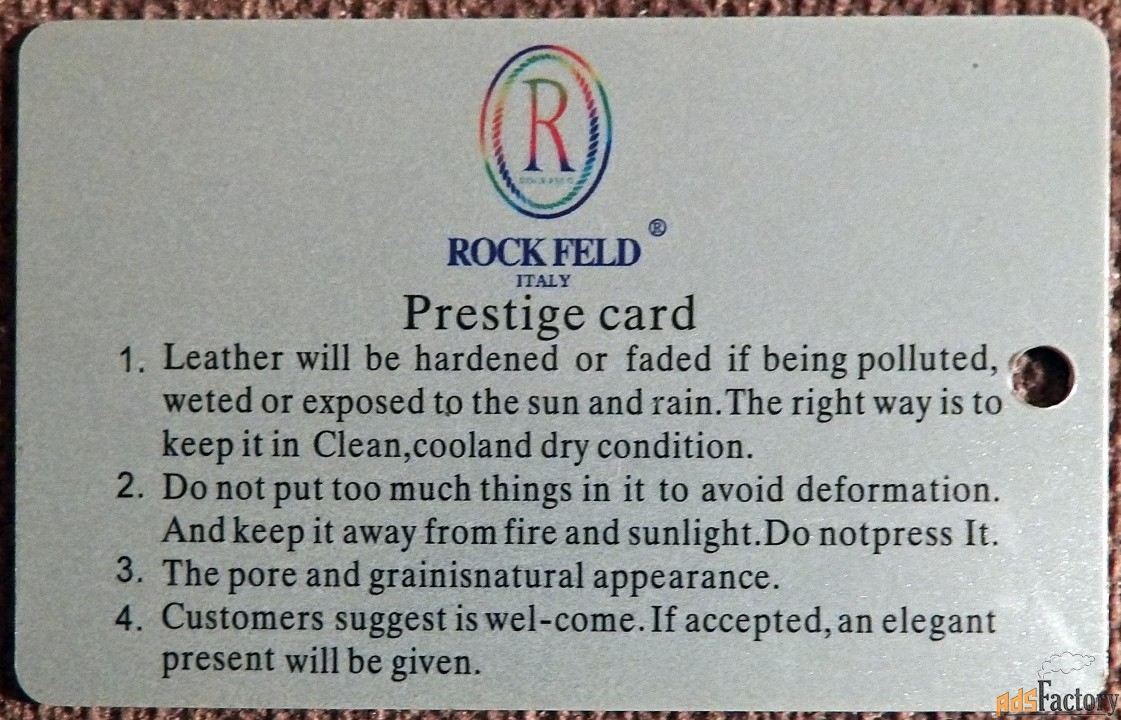 R
ROCK FELD ®
ITALY
Prestige card
1. Leather will be hardened or faded if being polluted,
weted or exposed to the sun and rain.The right way is to
keep it in Clean,cooland dry condition.
2. Do not put too much things in it to avoid deformation.
And keep it away from fire and sunlight.Do notpress It.
3. The pore and grainisnatural appearance.
4. Customers suggest is wel-come. If accepted, an elegant
present will be given.
adsFactory